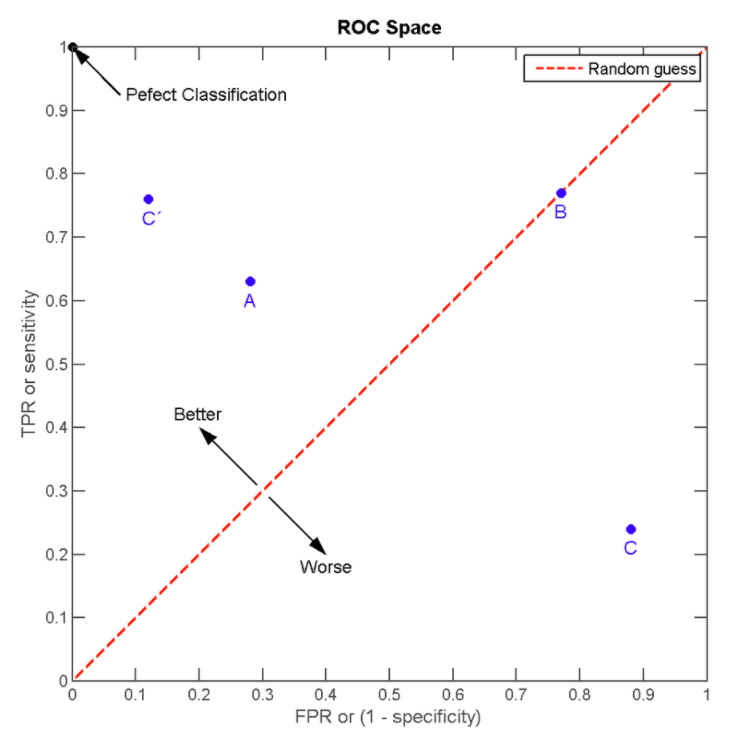 ROC Space
1
Random guess
Pefect Classification
0.9
0.8
C´
B
0.7
A
0.6
TPR or sensitivity
0.5
Better
0.4
0.3
C
0.2
Worse
0.1
0
0 0.1 0.2 0.3 0.4 0.5 0.6 0.7 0.8 0.9 1
FPR or (1 - specificity)